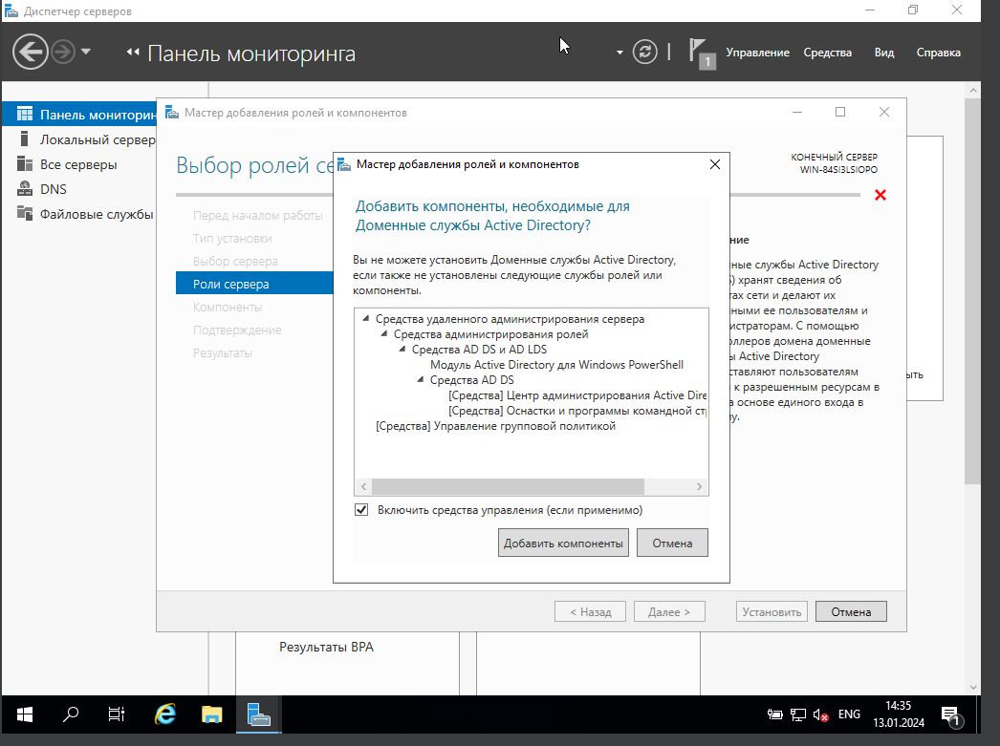 Диспетчер серверов
Панель мониторинга
1
Управление
Средства
Вид
Справка
Панель монитори
Локальный сервер
Все серверы
DNS
Файловые службы
Мастер добавления ролей и компонентов
Выбор ролей се
КОНЕЧНЫЙ СЕРВЕР
WIN-84SI3LSIOPO
Перед началом работы
Тип установки
Выбор сервера
Роли сервера
Компоненты
Подтверждение
Результаты
Мастер добавления ролей и компонентов
Добавить компоненты, необходимые для
Доменные службы Active Directory?
Вы не можете установить Доменные службы Active Directory,
если также не установлены следующие службы ролей или
компоненты.
Средства удаленного администрирования сервера
Средства администрирования ролей
Средства AD DS и AD LDS
Модуль Active Directory для Windows PowerShell
Средства AD DS
[Средства] Центр администрирования Active Dire
[Средства] Оснастки и программы командной ст
[Средства] Управление групповой политикой
Включить средства управления (если применимо)
Добавить компоненты
Отмена
ние
ные службы Active Directory
) хранят сведения об
тах сети и делают их
ными ее пользователям и
истраторам. С помощью
оллеров домена доменные
ы Active Directory
ставляют пользователям
к разрешенным ресурсам в
а основе единого входа в
у.
ыть
< Назад
Далее >
Установить
Отмена
Результаты BPA
ENG
14:35
13.01.2024
1